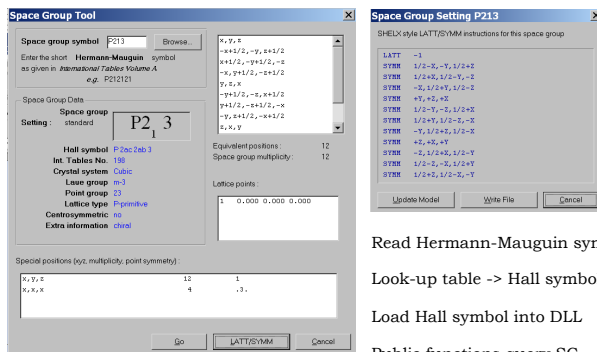 Space Group Tool
Space group symbol P213 Browse...
Enter the short Hermann-Mauguin symbol
as given in International Tables Volume A
e.g. P212121
x,y,z
-x+1/2,-y,z+1/2
x+1/2,-y+1/2,-z
-x,y+1/2,-z+1/2
y,z,x
-y+1/2,-z,x+1/2
y+1/2,-z+1/2,-x
-y,z+1/2,-x+1/2
z,x,y
Space Group Data
Space group
Setting : standard
P2₁ 3
Hall symbol P 2ac 2ab 3
Int. Tables No. 198
Crystal system Cubic
Laue group m-3
Point group 23
Lattice type P-primitive
Centrosymmetric no
Extra information chiral
Equivalent positions : 12
Space group multiplicity : 12
Lattice points :
1 0.000 0.000 0.000
Special positions (xyz, multiplicity, point symmetry) :
x,y,z 12 1
x,x,x 4 .3.
Go LATT/SYMM Cancel
Space Group Setting P213
SHELX style LATT/SYMM instructions for this space group
LATT -1
SYMM 1/2-X,-Y,1/2+Z
SYMM 1/2+X,1/2-Y,-Z
SYMM -X,1/2+Y,1/2-Z
SYMM +Y,+Z,+X
SYMM 1/2-Y,-Z,1/2+X
SYMM 1/2+Y,1/2-Z,-X
SYMM -Y,1/2+Z,1/2-X
SYMM +Z,+X,+Y
SYMM -Z,1/2+X,1/2-Y
SYMM 1/2-Z,-X,1/2+Y
SYMM 1/2+Z,1/2-X,-Y
Update Model Write File Cancel
Read Hermann-Mauguin sym
Look-up table -> Hall symbo
Load Hall symbol into DLL
Public functions query SG